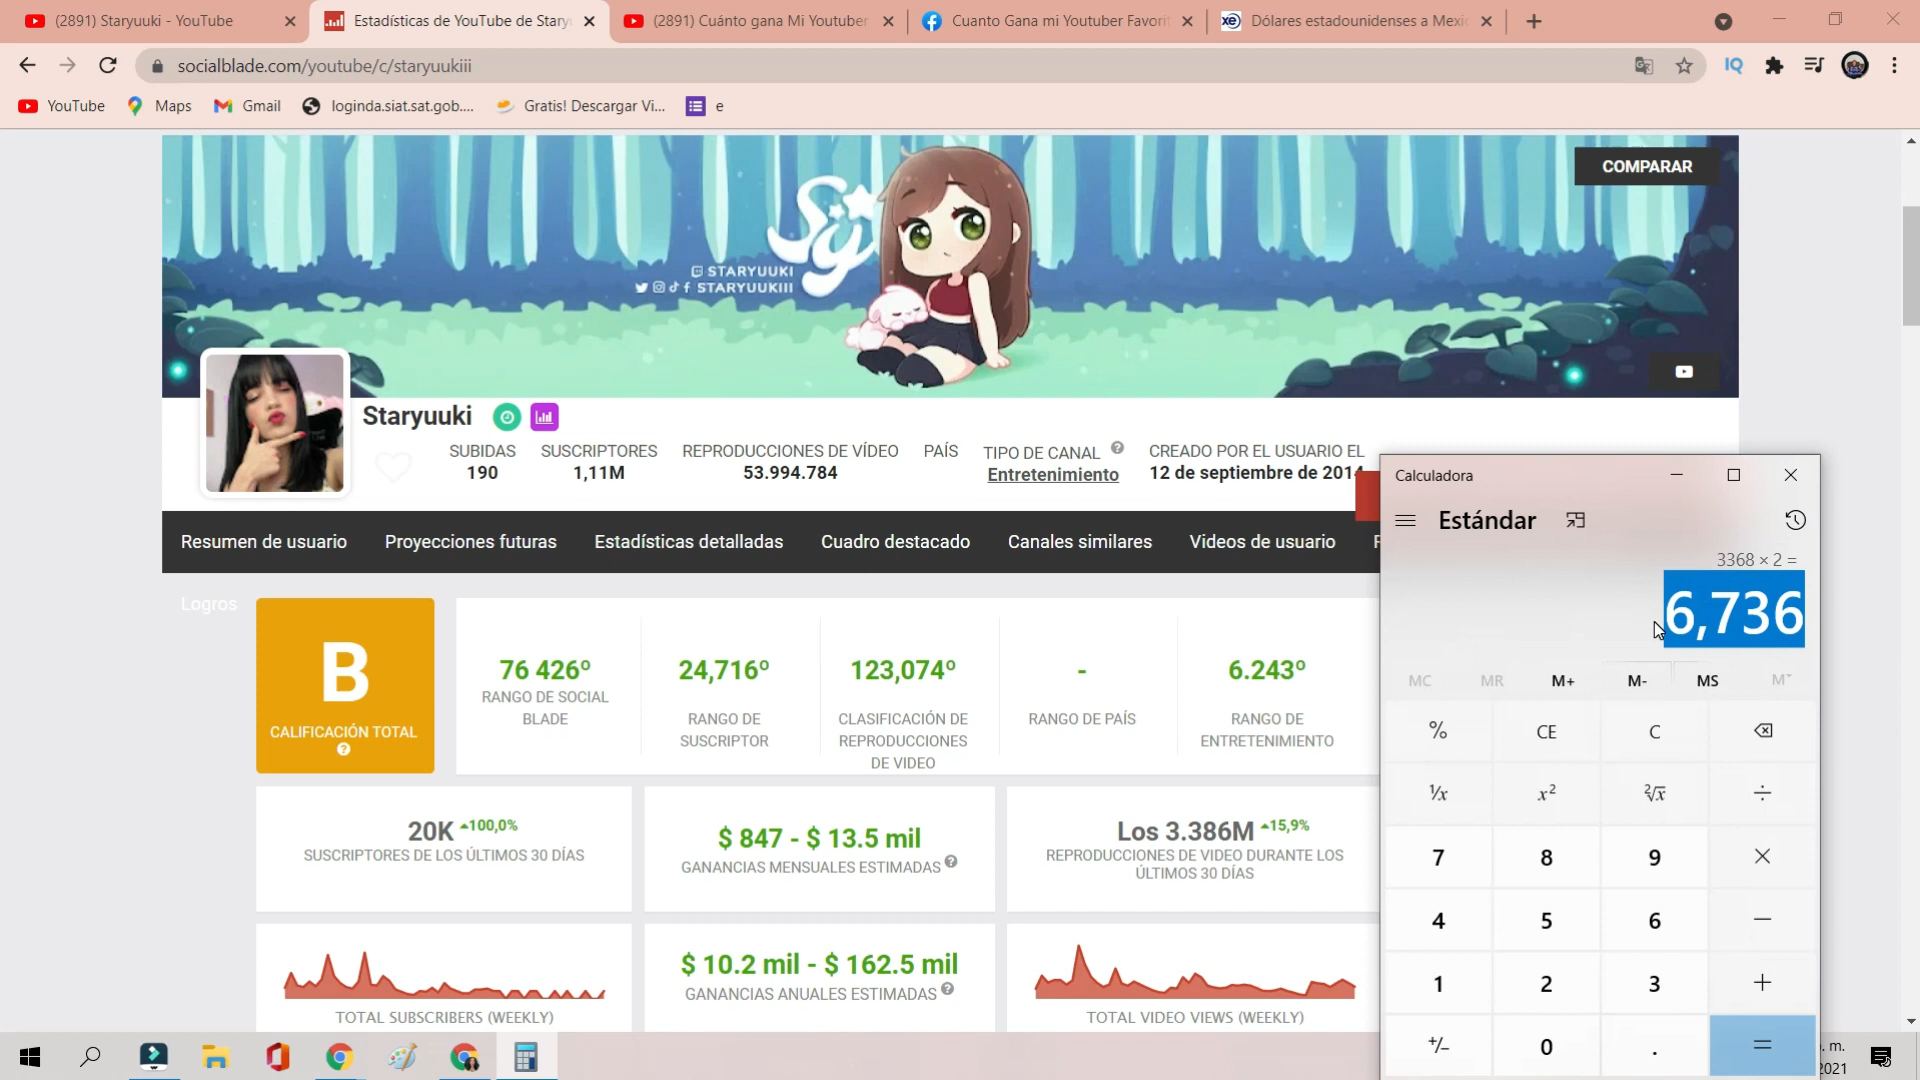 (2891) Staryuuki - YouTube
Estadísticas de YouTube de Stary
(2891) Cuánto gana Mi Youtuber
Cuanto Gana mi Youtuber Favori
Dólares estadounidenses a Mexi
socialblade.com/youtube/c/staryuukiii
YouTube
Maps
Gmail
loginda.siat.sat.gob....
Gratis! Descargar Vi...
e
COMPARAR
Sy
STARYUUKI
STARYUUKIII
Staryuuki
SUBIDAS
190
SUSCRIPTORES
1,11M
REPRODUCCIONES DE VÍDEO
53.994.784
PAÍS
TIPO DE CANAL
Entretenimiento
CREADO POR EL USUARIO EL
12 de septiembre de 2014
Resumen de usuario
Proyecciones futuras
Estadísticas detalladas
Cuadro destacado
Canales similares
Videos de usuario
Logros
B
CALIFICACIÓN TOTAL
76 426º
RANGO DE SOCIAL
BLADE
24,716º
RANGO DE
SUSCRIPTOR
123,074º
CLASIFICACIÓN DE
REPRODUCCIONES
DE VIDEO
-
RANGO DE PAÍS
6.243º
RANGO DE
ENTRETENIMIENTO
20K 100,0%
SUSCRIPTORES DE LOS ÚLTIMOS 30 DÍAS
$ 847 - $ 13.5 mil
GANANCIAS MENSUALES ESTIMADAS
Los 3.386M 15,9%
REPRODUCCIONES DE VIDEO DURANTE LOS
ÚLTIMOS 30 DÍAS
TOTAL SUBSCRIBERS (WEEKLY)
$ 10.2 mil - $ 162.5 mil
GANANCIAS ANUALES ESTIMADAS
TOTAL VIDEO VIEWS (WEEKLY)
Calculadora
Estándar
3368 × 2 =
6,736
MC MR M+ M- MS M
% CE C
1/x x² ²√x ÷
7 8 9 ×
4 5 6 −
1 2 3 +
+/− 0 . =
. m.
2021